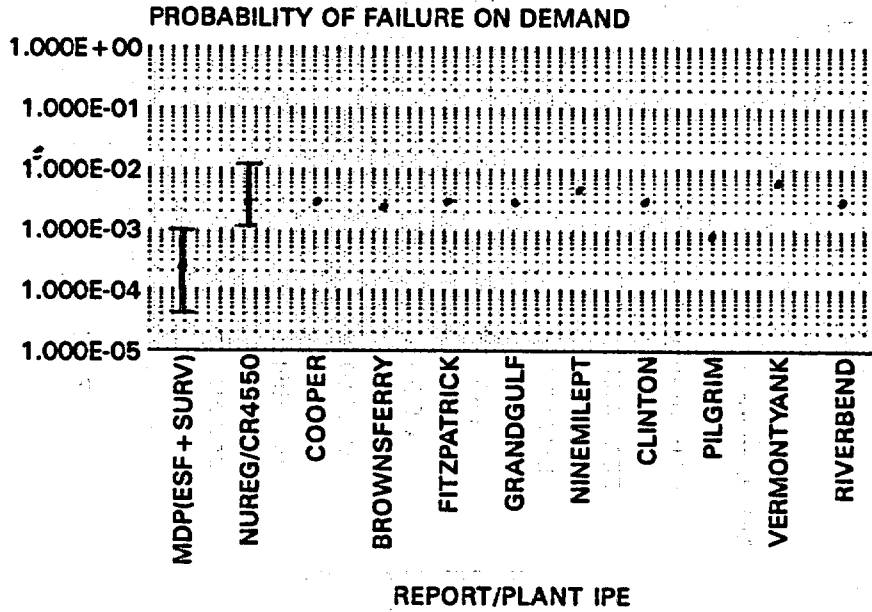 PROBABILITY OF FAILURE ON DEMAND
1.000E+00
1.000E-01
1.000E-02
1.000E-03
1.000E-04
1.000E-05
MDP(ESF+SURV)
NUREG/CR4550
COOPER
BROWNSFERRY
FITZPATRICK
GRANDGULF
NINEMILEPT
CLINTON
PILGRIM
VERMONTYANK
RIVERBEND
REPORT/PLANT IPE